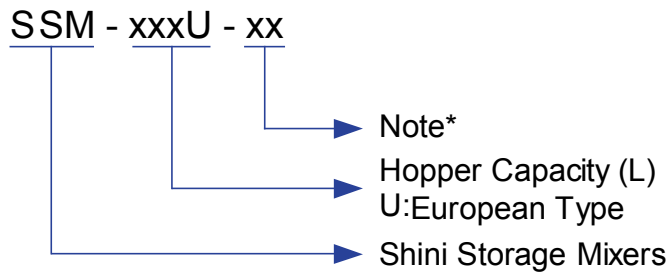 SSM - xxxU - xx
Note*
Hopper Capacity (L)
U:European Type
Shini Storage Mixers